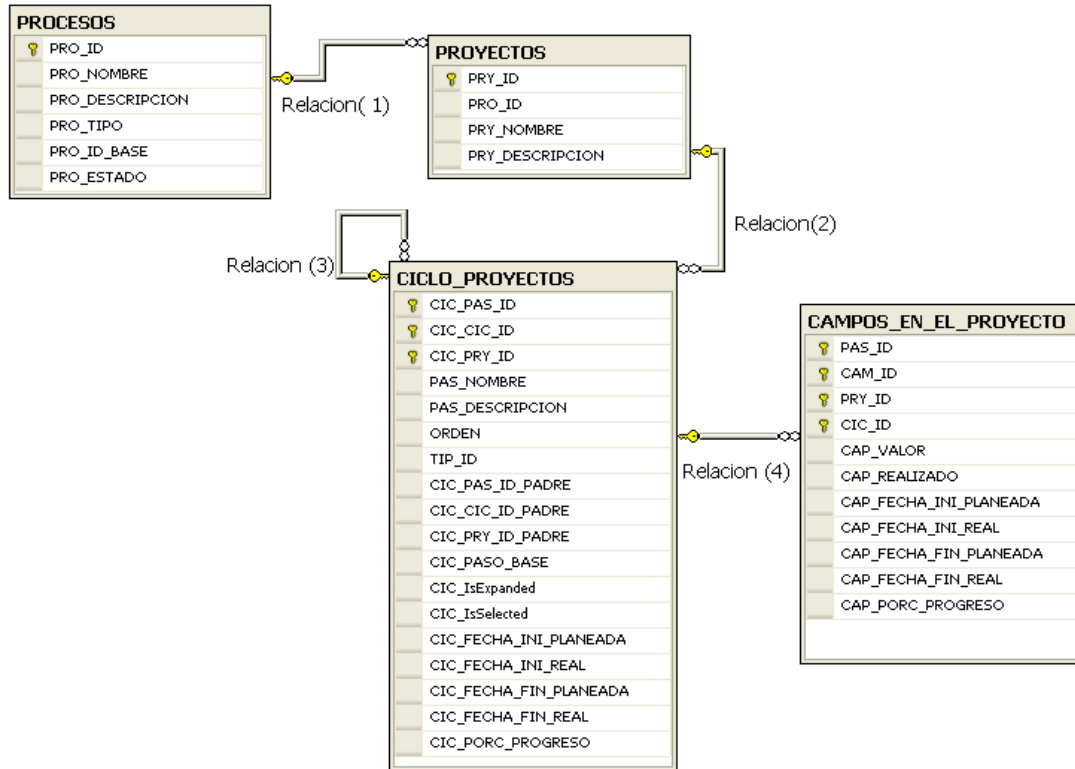 PROCESOS
PRO_ID
PRO_NOMBRE
PRO_DESCRIPCION
PRO_TIPO
PRO_ID_BASE
PRO_ESTADO
Relacion( 1)
PROYECTOS
PRY_ID
PRO_ID
PRY_NOMBRE
PRY_DESCRIPCION
Relacion(2)
Relacion (3)
CICLO_PROYECTOS
CIC_PAS_ID
CIC_CIC_ID
CIC_PRY_ID
PAS_NOMBRE
PAS_DESCRIPCION
ORDEN
TIP_ID
CIC_PAS_ID_PADRE
CIC_CIC_ID_PADRE
CIC_PRY_ID_PADRE
CIC_PASO_BASE
CIC_IsExpanded
CIC_IsSelected
CIC_FECHA_INI_PLANEADA
CIC_FECHA_INI_REAL
CIC_FECHA_FIN_PLANEADA
CIC_FECHA_FIN_REAL
CIC_PORC_PROGRESO
Relacion (4)
CAMPOS_EN_EL_PROYECTO
PAS_ID
CAM_ID
PRY_ID
CIC_ID
CAP_VALOR
CAP_REALIZADO
CAP_FECHA_INI_PLANEADA
CAP_FECHA_INI_REAL
CAP_FECHA_FIN_PLANEADA
CAP_FECHA_FIN_REAL
CAP_PORC_PROGRESO